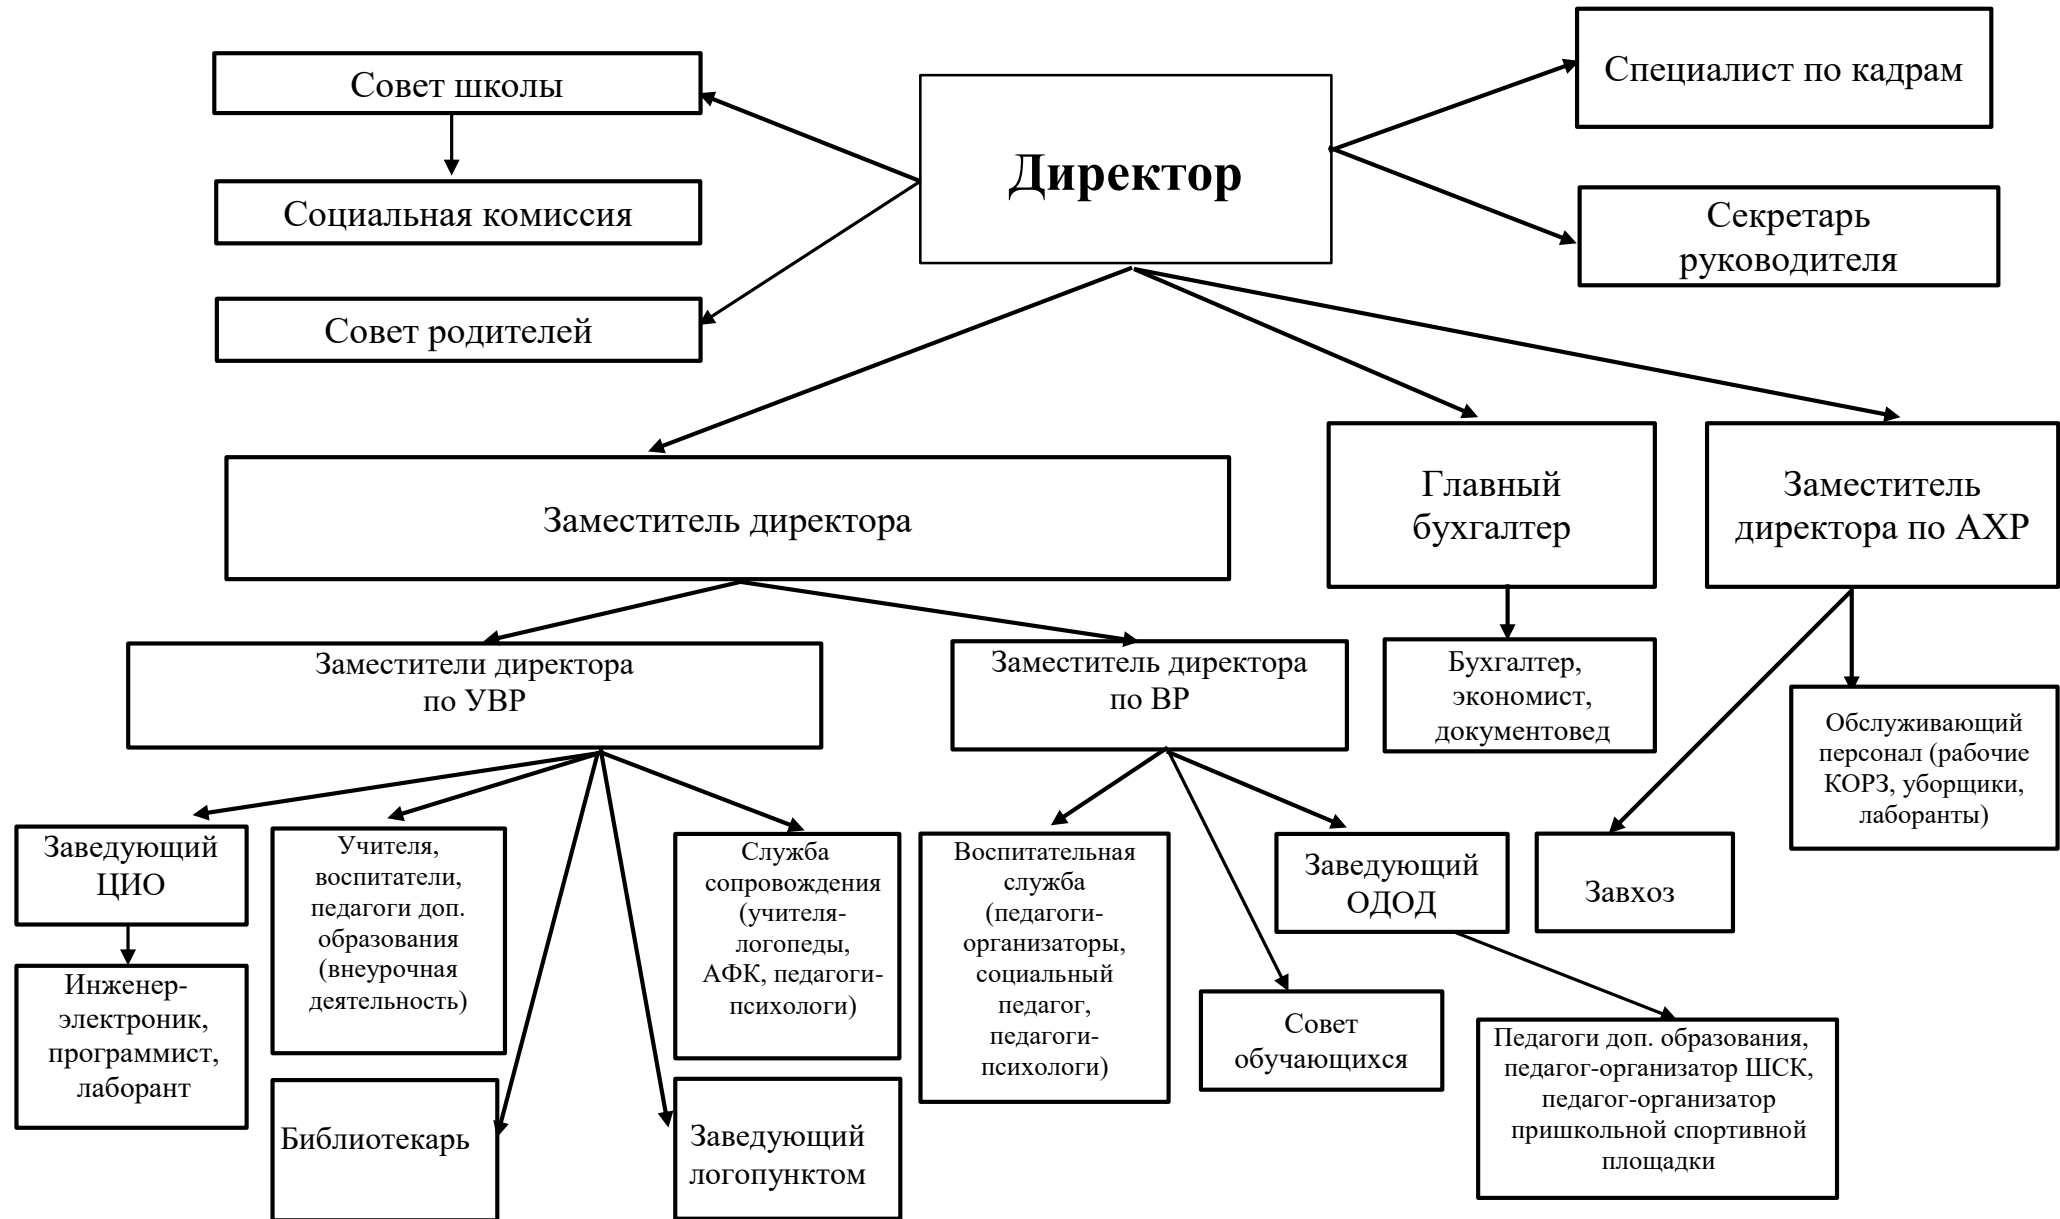 Совет школы
Социальная комиссия
Совет родителей
Директор
Специалист по кадрам
Секретарь
руководителя
Заместитель директора
Главный
бухгалтер
Заместитель
директора по АХР
Заместители директора
по УВР
Заместитель директора
по ВР
Бухгалтер,
экономист,
документовед
Обслуживающий
персонал (рабочие
КОРЗ, уборщики,
лаборанты)
Заведующий
ЦИО
Учителя,
воспитатели,
педагоги доп.
образования
(внеурочная
деятельность)
Служба
сопровождения
(учителя-
логопеды,
АФК, педагоги-
психологи)
Воспитательная
служба
(педагоги-
организаторы,
социальный
педагог,
педагоги-
психологи)
Заведующий
ОДОД
Завхоз
Инженер-
электроник,
программист,
лаборант
Библиотекарь
Заведующий
логопунктом
Совет
обучающихся
Педагоги доп. образования,
педагог-организатор ШСК,
педагог-организатор
пришкольной спортивной
площадки